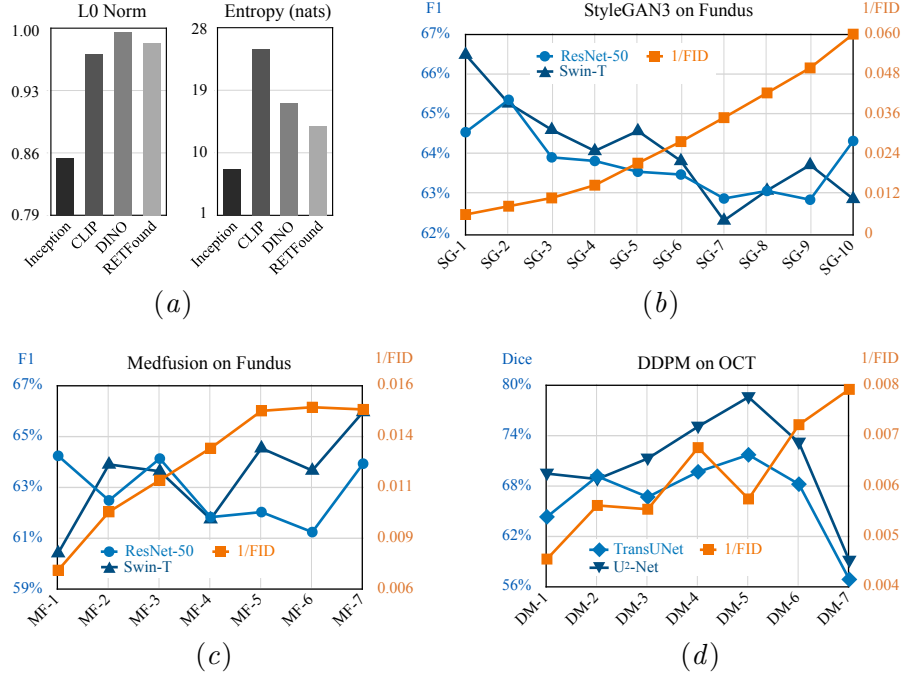 L0 Norm
1.00
0.93
0.86
0.79
Inception
CLIP
DINO
RETFound
Entropy (nats)
28
19
10
1
Inception
CLIP
DINO
RETFound
(a)
F1
StyleGAN3 on Fundus
1/FID
67%
66%
65%
64%
63%
62%
ResNet-50
1/FID
Swin-T
0.060
0.048
0.036
0.024
0.012
0
SG-1
SG-2
SG-3
SG-4
SG-5
SG-6
SG-7
SG-8
SG-9
SG-10
(b)
F1
Medfusion on Fundus
1/FID
67%
65%
63%
61%
59%
ResNet-50
1/FID
Swin-T
0.016
0.014
0.011
0.009
0.006
MF-1
MF-2
MF-3
MF-4
MF-5
MF-6
MF-7
(c)
Dice
DDPM on OCT
1/FID
80%
74%
68%
62%
56%
TransUNet
1/FID
U²-Net
0.008
0.007
0.006
0.005
0.004
DM-1
DM-2
DM-3
DM-4
DM-5
DM-6
DM-7
(d)